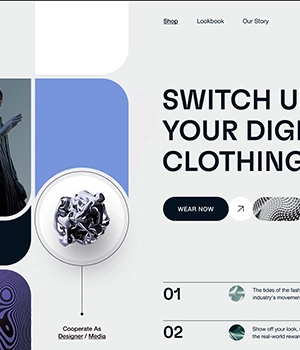 Shop Lookbook Our Story
SWITCH U
YOUR DIGI
CLOTHING
WEAR NOW
01
The tides of the fash
industry's movemen
02
Show off your look,
the real-world rewar
Cooperate As
Designer / Media